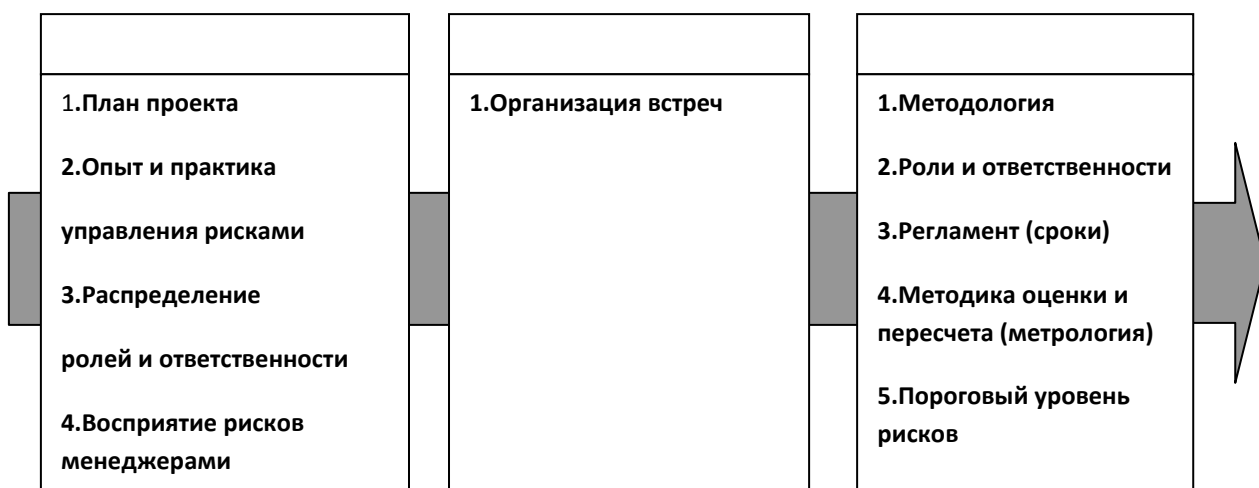 1.План проекта
2.Опыт и практика
управления рисками
3.Распределение
ролей и ответственности
4.Восприятие рисков
менеджерами
1.Организация встреч
1.Методология
2.Роли и ответственности
3.Регламент (сроки)
4.Методика оценки и
пересчета (метрология)
5.Пороговый уровень
рисков